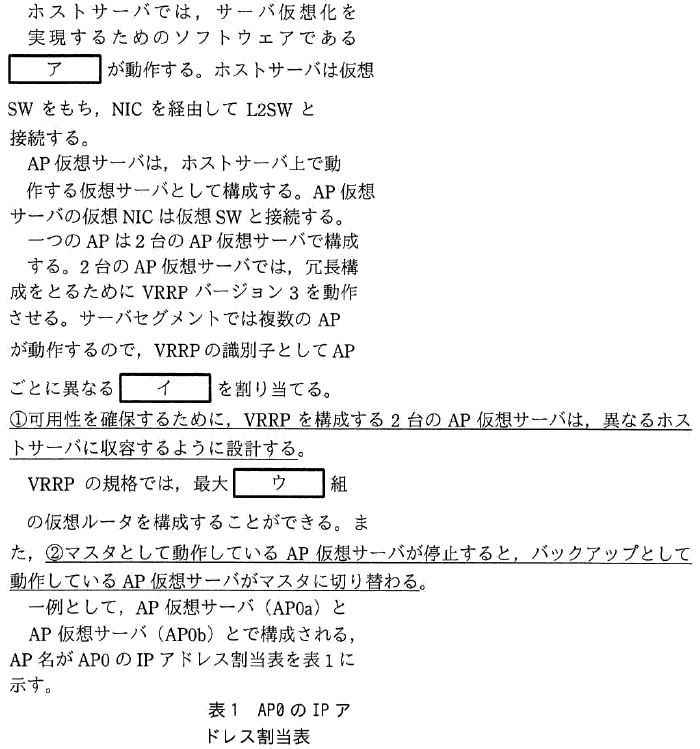 ホストサーバでは，サーバ仮想化を
実現するためのソフトウェアである
ア が動作する。ホストサーバは仮想
SW をもち，NIC を経由して L2SW と
接続する。
AP 仮想サーバは，ホストサーバ上で動
作する仮想サーバとして構成する。AP 仮想
サーバの仮想 NIC は仮想 SW と接続する。
一つの AP は 2 台の AP 仮想サーバで構成
する。2 台の AP 仮想サーバでは，冗長構
成をとるために VRRP バージョン 3 を動作
させる。サーバセグメントでは複数の AP
が動作するので，VRRP の識別子として AP
ごとに異なる イ を割り当てる。
①可用性を確保するために，VRRP を構成する 2 台の AP 仮想サーバは，異なるホス
トサーバに収容するように設計する。
VRRP の規格では，最大 ウ 組
の仮想ルータを構成することができる。ま
た，②マスタとして動作している AP 仮想サーバが停止すると，バックアップとして
動作している AP 仮想サーバがマスタに切り替わる。
一例として，AP 仮想サーバ（AP0a）と
AP 仮想サーバ（AP0b）とで構成される，
AP 名が AP0 の IP アドレス割当表を表 1 に
示す。
表 1 AP0 の IP ア
ドレス割当表